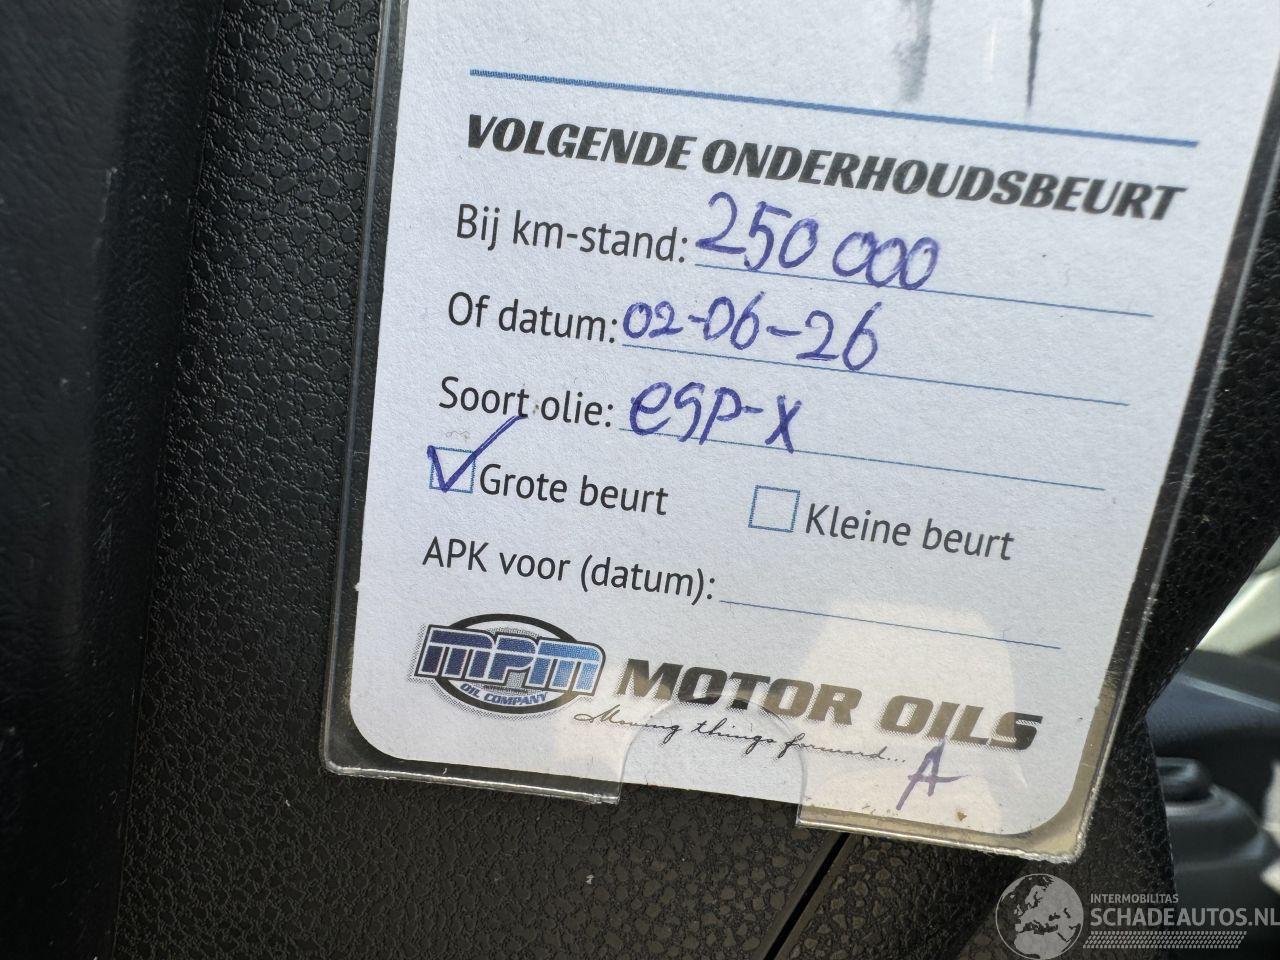 VOLGENDE ONDERHOUDSBEURT
Bij km-stand: 250 000
Of datum: 02-06-26
Soort olie: egp-x
Grote beurt Kleine beurt
APK voor (datum):
MPM OIL COMPANY MOTOR OILS
Moving things forward...
A
INTERMOBILITAS
SCHADEAUTOS.NL